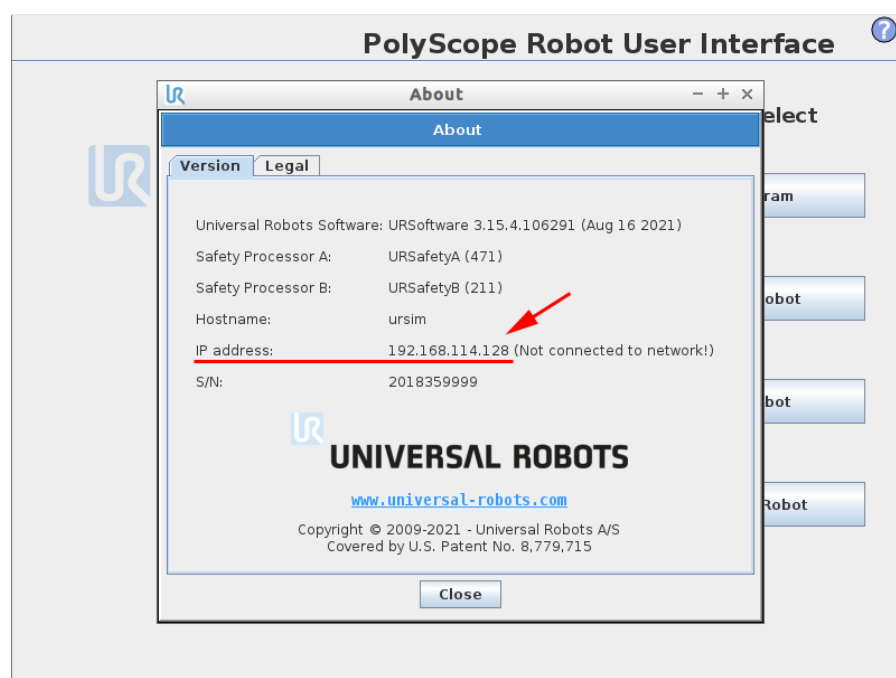 PolyScope Robot User Interface
?
About
About
elect
Version Legal
ram
Universal Robots Software: URSoftware 3.15.4.106291 (Aug 16 2021)
Safety Processor A: URSafetyA (471)
Safety Processor B: URSafetyB (211)
obot
Hostname: ursim
IP address: 192.168.114.128 (Not connected to network!)
S/N: 2018359999
bot
UR
UNIVERSAL ROBOTS
www.universal-robots.com
Robot
Copyright © 2009-2021 - Universal Robots A/S
Covered by U.S. Patent No. 8,779,715
Close